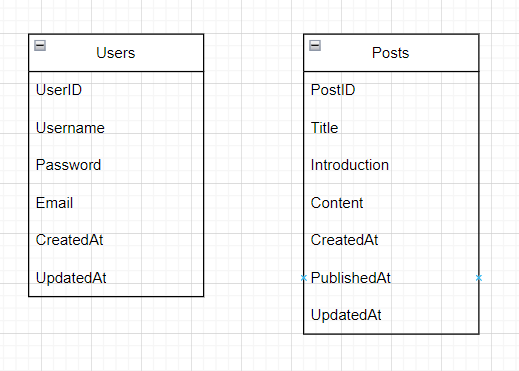 Users
UserID
Username
Password
Email
CreatedAt
UpdatedAt
Posts
PostID
Title
Introduction
Content
CreatedAt
PublishedAt
UpdatedAt